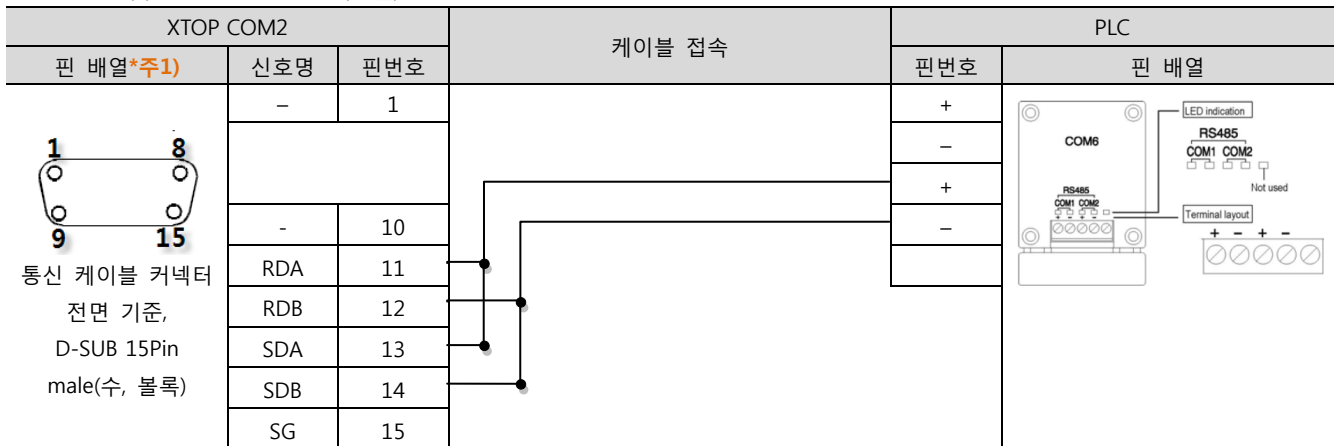 XTOP COM2 케이블 접속 PLC
핀 배열*주1) 신호명 핀번호 핀번호 핀 배열
– 1 +
–
+
- 10 –
RDA 11
RDB 12
SDA 13
SDB 14
SG 15
1 8
9 15
통신 케이블 커넥터
전면 기준,
D-SUB 15Pin
male(수, 볼록)
COM6
RS485
COM1 COM2
+ - + -
LED indication
RS485
COM1 COM2
Not used
Terminal layout
+ - + -